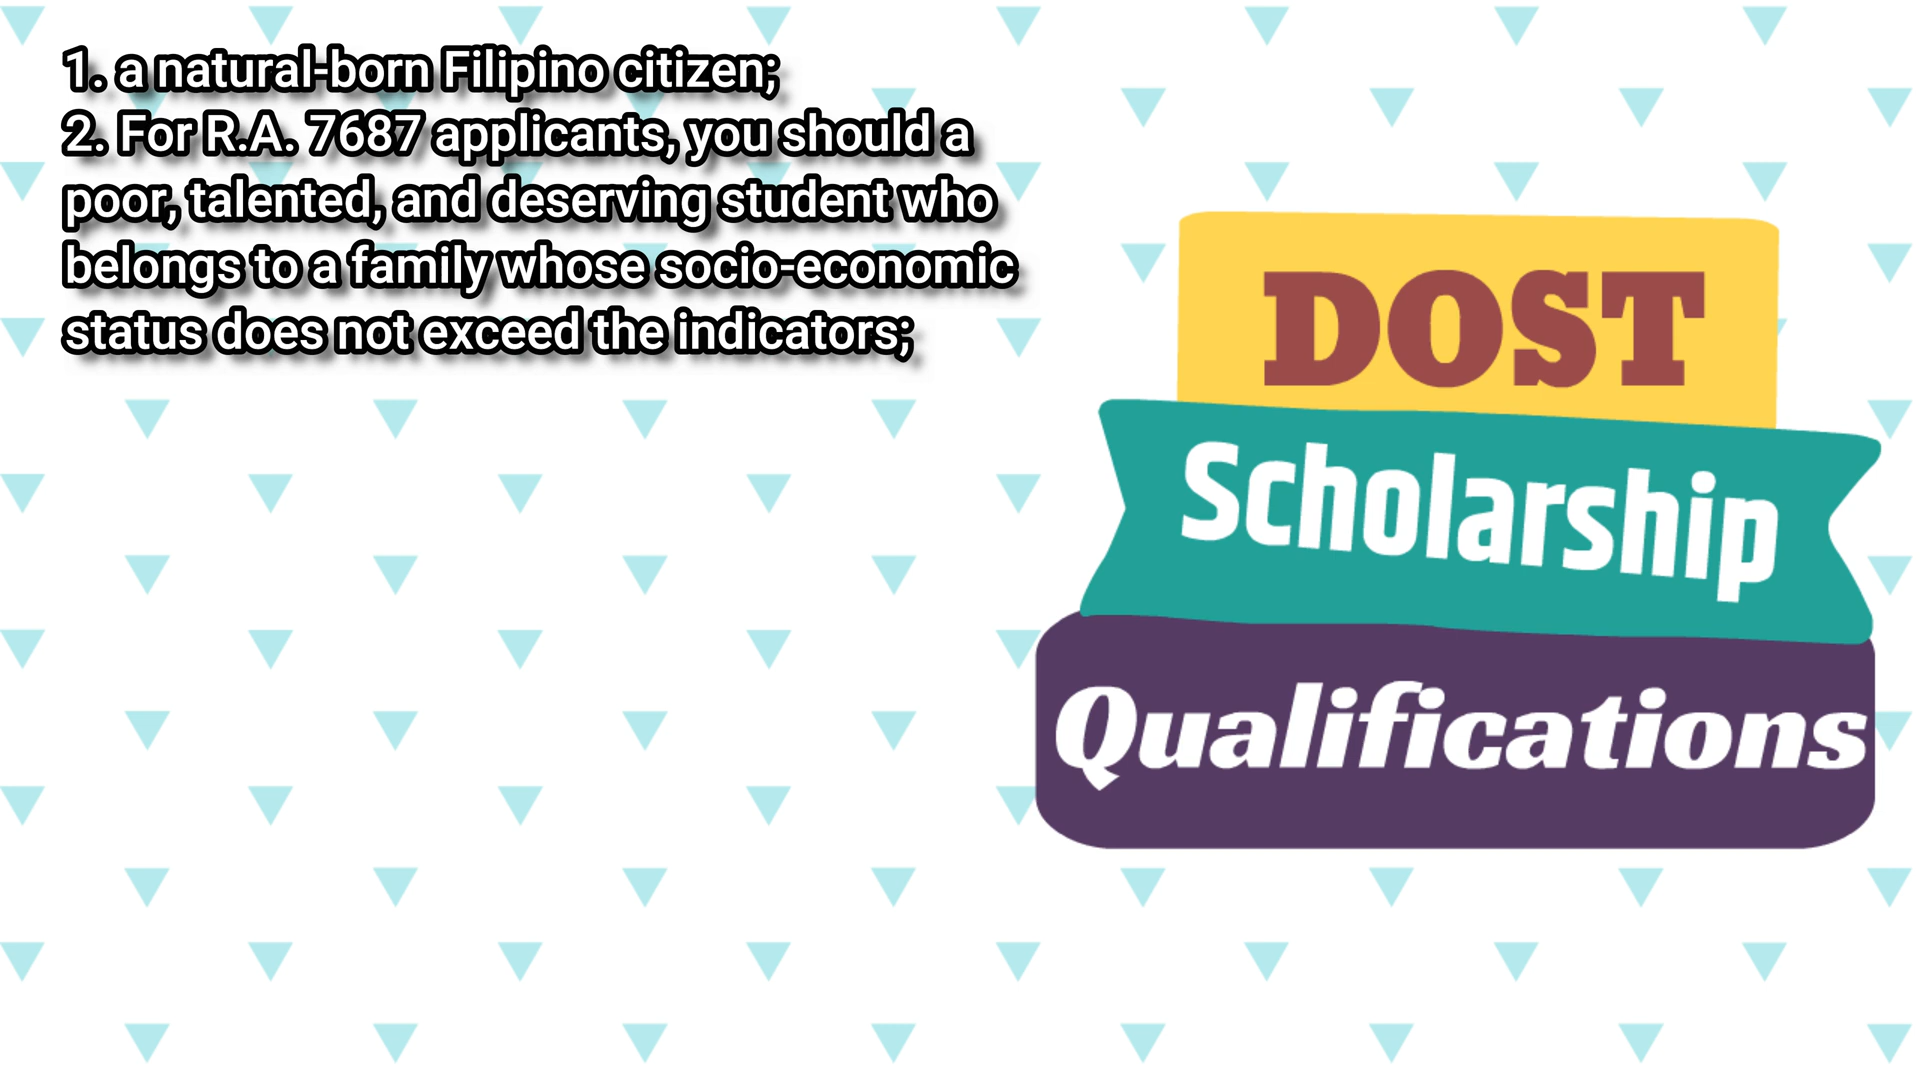 1. a natural-born Filipino citizen;
2. For R.A. 7687 applicants, you should a
poor, talented, and deserving student who
belongs to a family whose socio-economic
status does not exceed the indicators;
DOST
Scholarship
Qualifications